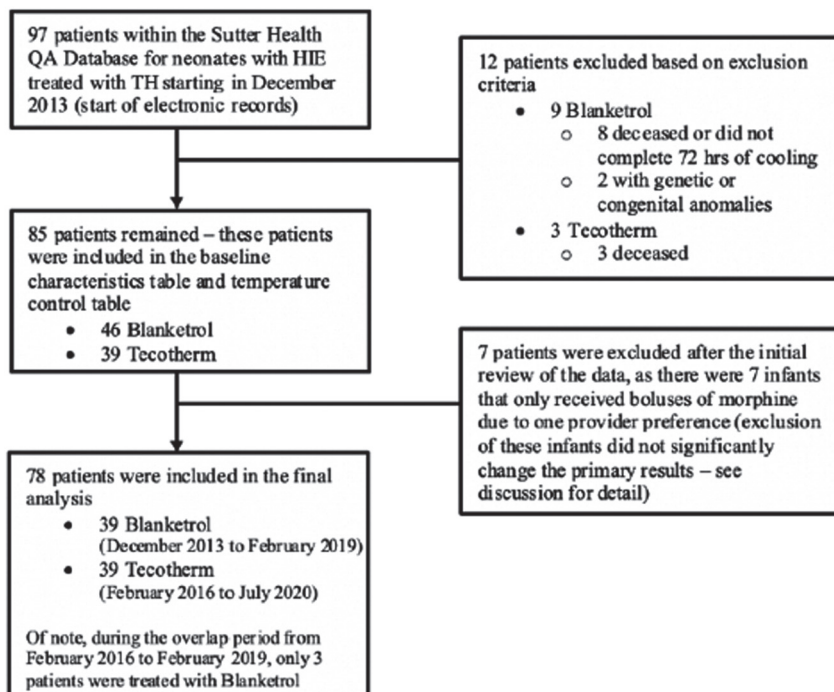 97 patients within the Sutter Health
QA Database for neonates with HIE
treated with TH starting in December
2013 (start of electronic records)
12 patients excluded based on exclusion
criteria
• 9 Blanketrol
o 8 deceased or did not
complete 72 hrs of cooling
o 2 with genetic or
congenital anomalies
• 3 Tecotherm
o 3 deceased
85 patients remained – these patients
were included in the baseline
characteristics table and temperature
control table
• 46 Blanketrol
• 39 Tecotherm
7 patients were excluded after the initial
review of the data, as there were 7 infants
that only received boluses of morphine
due to one provider preference (exclusion
of these infants did not significantly
change the primary results – see
discussion for detail)
78 patients were included in the final
analysis
• 39 Blanketrol
(December 2013 to February 2019)
• 39 Tecotherm
(February 2016 to July 2020)
Of note, during the overlap period from
February 2016 to February 2019, only 3
patients were treated with Blanketrol